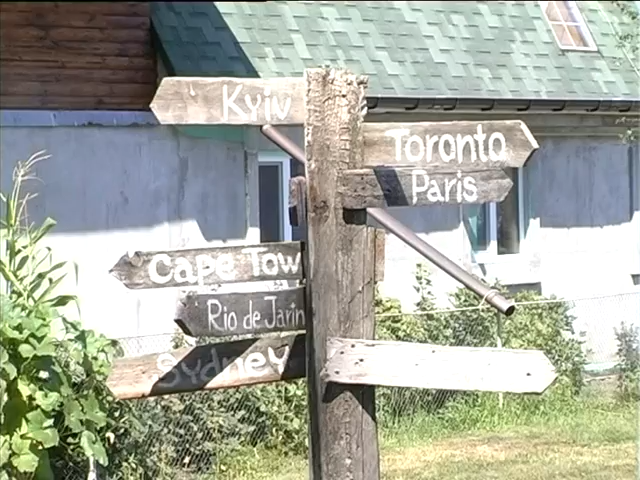 Kyiv
Toronto
Paris
Cape Tow
Rio de Jarin
Sydney